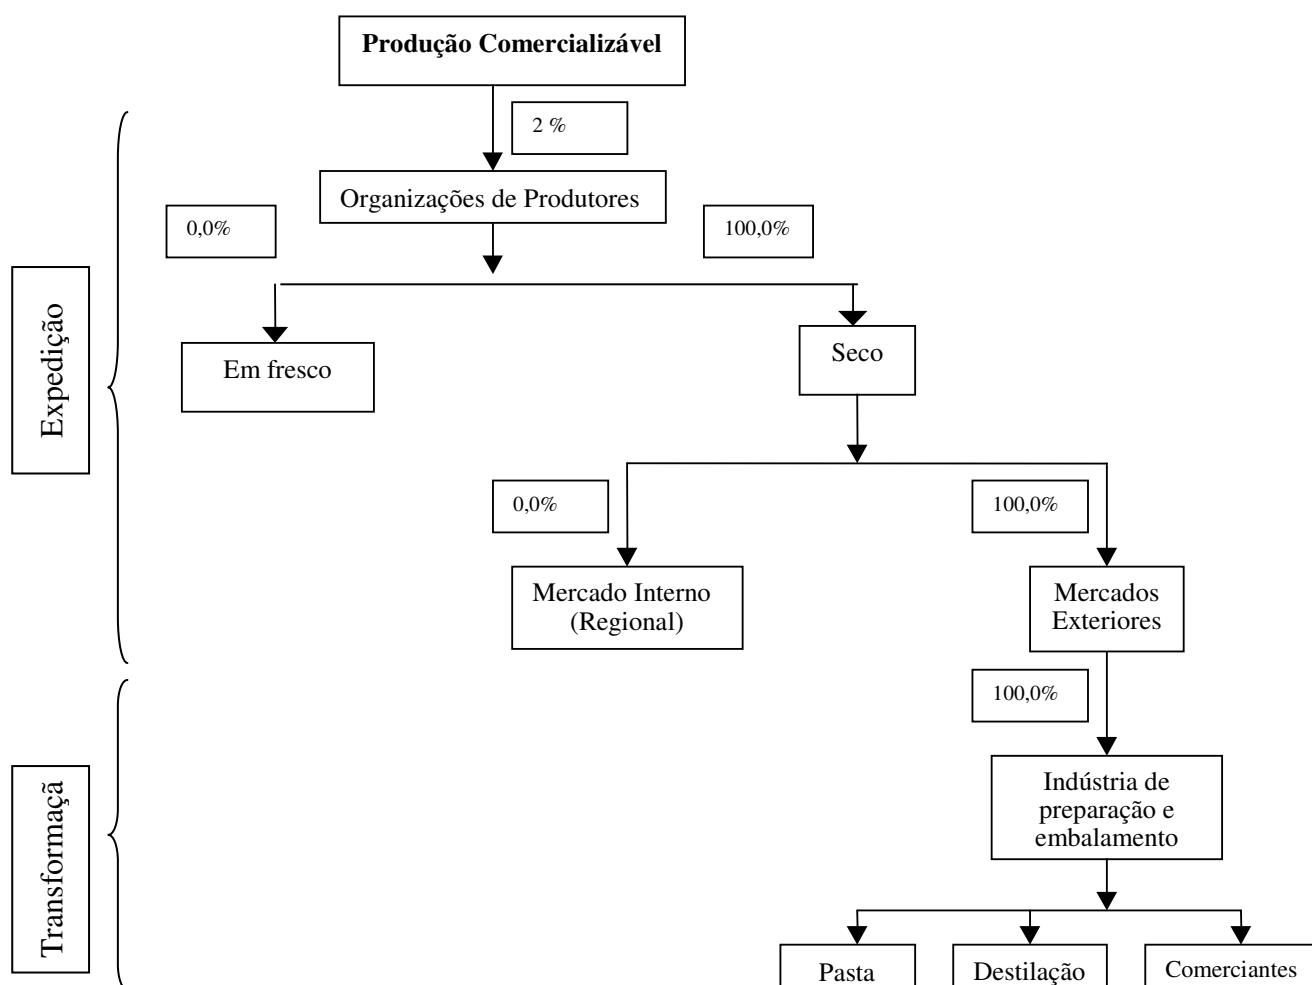 Produção Comercializável
2 %
Organizações de Produtores
0,0%
100,0%
Expedição
Em fresco
Seco
0,0%
100,0%
Mercado Interno
(Regional)
Mercados
Exteriores
100,0%
Transformaçã
Indústria de
preparação e
embalamento
Pasta
Destilação
Comerciantes